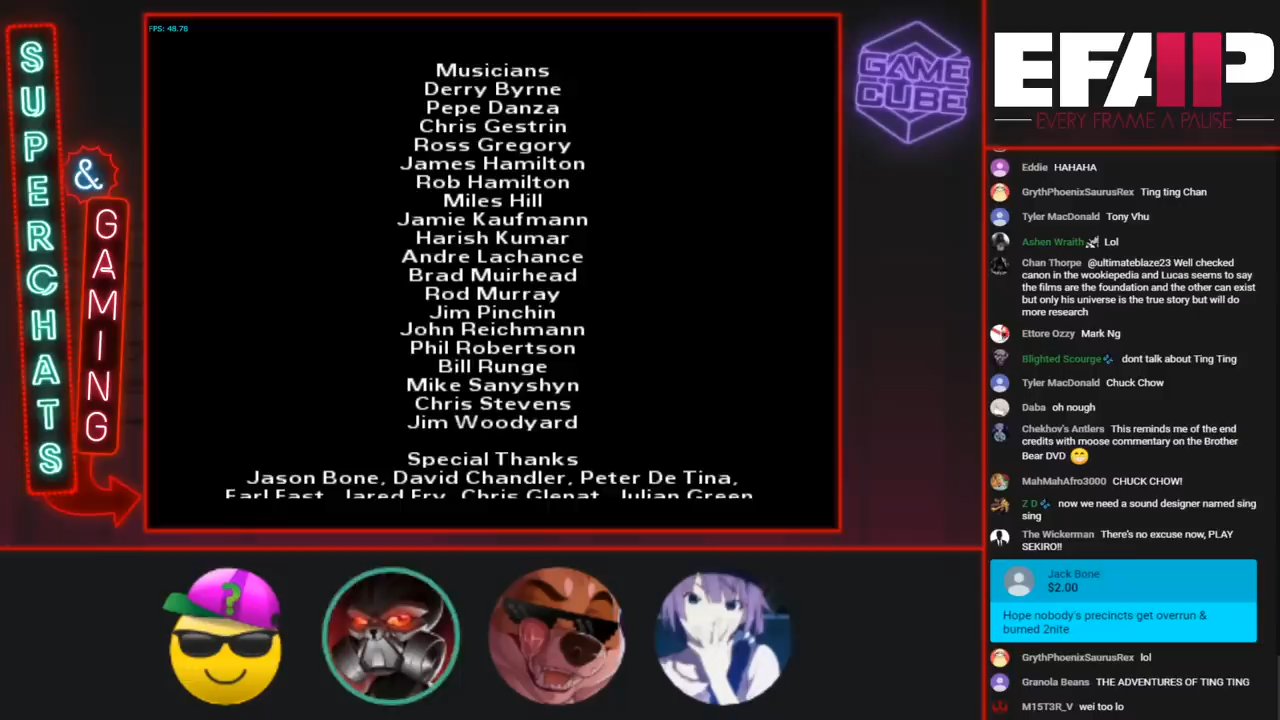 SUPERCHATS
&
GAMING
FPS: 48.78
Musicians
Derry Byrne
Pepe Danza
Chris Gestrin
Ross Gregory
James Hamilton
Rob Hamilton
Miles Hill
Jamie Kaufmann
Harish Kumar
Andre Lachance
Brad Muirhead
Rod Murray
Jim Pinchin
John Reichmann
Phil Robertson
Bill Runge
Mike Sanyshyn
Chris Stevens
Jim Woodyard
Special Thanks
Jason Bone, David Chandler, Peter De Tina,
Earl Fast, Jared Fry, Chris Glenat, Julian Green
GAME
CUBE
?
EFAP
EVERY FRAME A PAUSE
Eddie HAHAHA
GrythPhoenixSaurusRex Ting ting Chan
Tyler MacDonald Tony Vhu
Ashen Wraith Lol
Chan Thorpe @ultimateblaze23 Well checked
canon in the wookiepedia and Lucas seems to say
the films are the foundation and the other can exist
but only his universe is the true story but will do
more research
Ettore Ozzy Mark Ng
Blighted Scourge dont talk about Ting Ting
Tyler MacDonald Chuck Chow
Daba oh nough
Chekhov's Antlers This reminds me of the end
credits with moose commentary on the Brother
Bear DVD
MahMahAfro3000 CHUCK CHOW!
Z D now we need a sound designer named sing
sing
The Wickerman There's no excuse now, PLAY
SEKIRO!!
Jack Bone
$2.00
Hope nobody's precincts get overrun &
burned 2nite
GrythPhoenixSaurusRex lol
Granola Beans THE ADVENTURES OF TING TING
M15T3R_V wei too lo